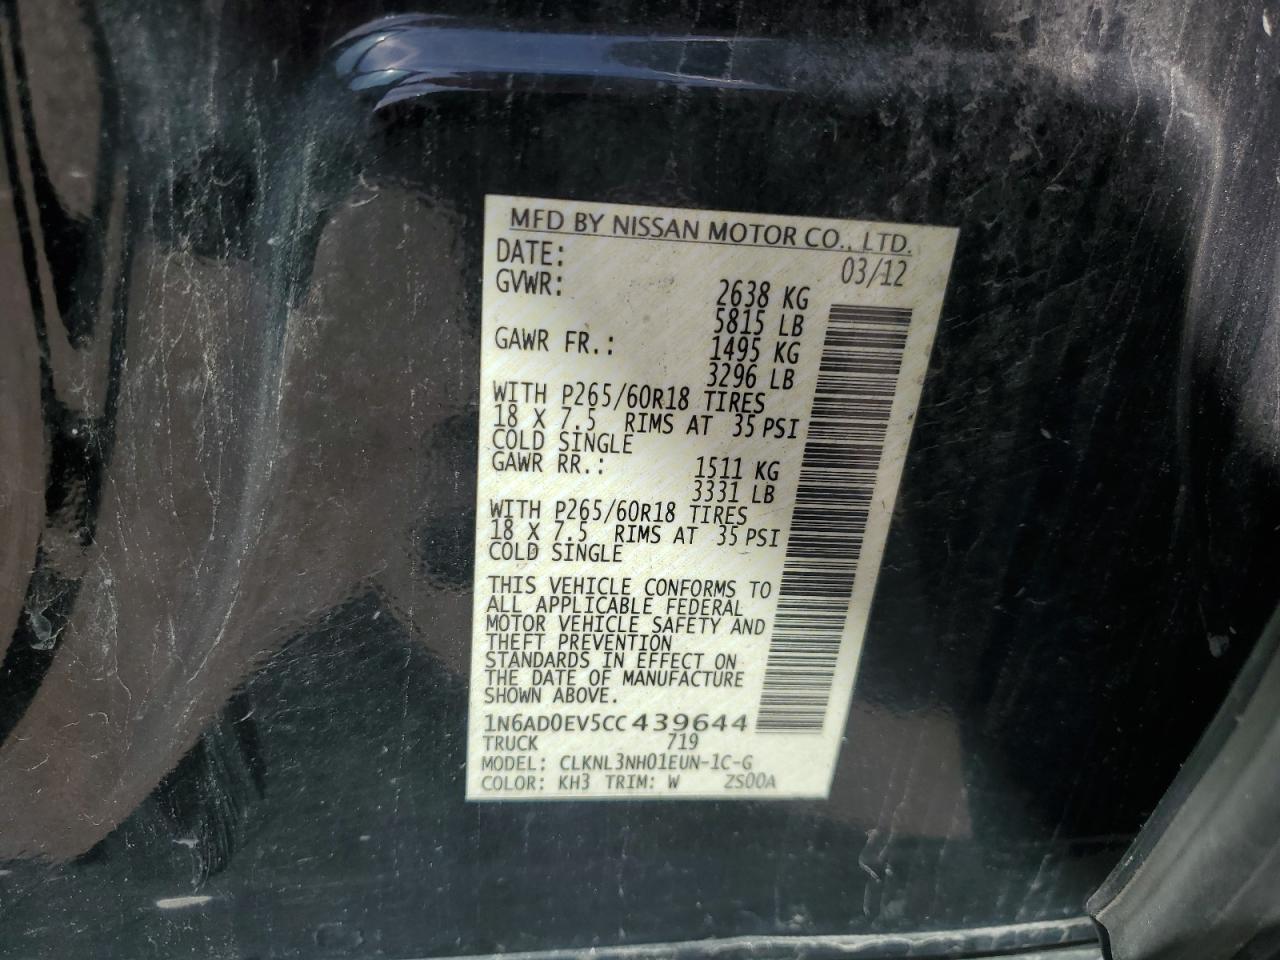 MFD BY NISSAN MOTOR CO., LTD.
DATE: 03/12
GVWR: 2638 KG
5815 LB
GAWR FR.: 1495 KG
3296 LB
WITH P265/60R18 TIRES
18 X 7.5 RIMS AT 35 PSI
COLD SINGLE
GAWR RR.: 1511 KG
3331 LB
WITH P265/60R18 TIRES
18 X 7.5 RIMS AT 35 PSI
COLD SINGLE
THIS VEHICLE CONFORMS TO
ALL APPLICABLE FEDERAL
MOTOR VEHICLE SAFETY AND
THEFT PREVENTION
STANDARDS IN EFFECT ON
THE DATE OF MANUFACTURE
SHOWN ABOVE.
1N6AD0EV5CC439644
TRUCK 719
MODEL: CLKNL3NH01EUN-1C-G
COLOR: KH3 TRIM: W ZS00A